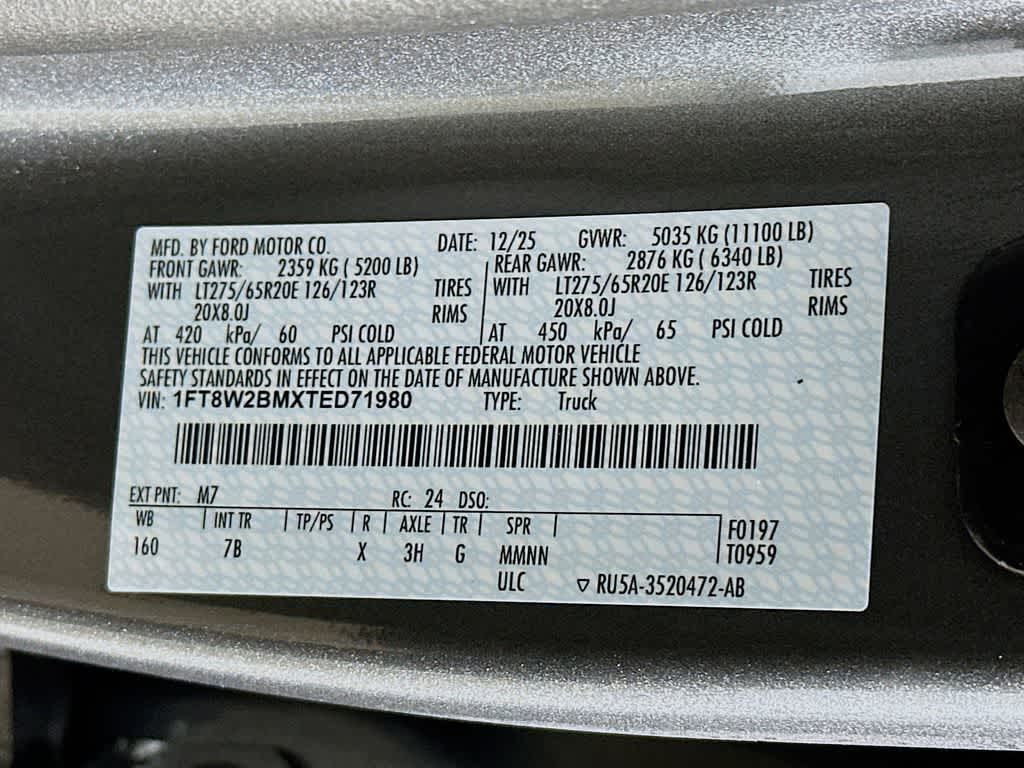 MFD. BY FORD MOTOR CO. DATE: 12/25 GVWR: 5035 KG (11100 LB)
FRONT GAWR: 2359 KG ( 5200 LB) REAR GAWR: 2876 KG ( 6340 LB)
WITH LT275/65R20E 126/123R TIRES WITH LT275/65R20E 126/123R TIRES
20X8.0J RIMS 20X8.0J RIMS
AT 420 kPa/ 60 PSI COLD AT 450 kPa/ 65 PSI COLD
THIS VEHICLE CONFORMS TO ALL APPLICABLE FEDERAL MOTOR VEHICLE
SAFETY STANDARDS IN EFFECT ON THE DATE OF MANUFACTURE SHOWN ABOVE.
VIN: 1FT8W2BMXTED71980 TYPE: Truck
EXT PNT: M7 RC: 24 DSO:
WB INT TR TP/PS R AXLE TR SPR F0197
160 7B X 3H G MMNN T0959
ULC RU5A-3520472-AB